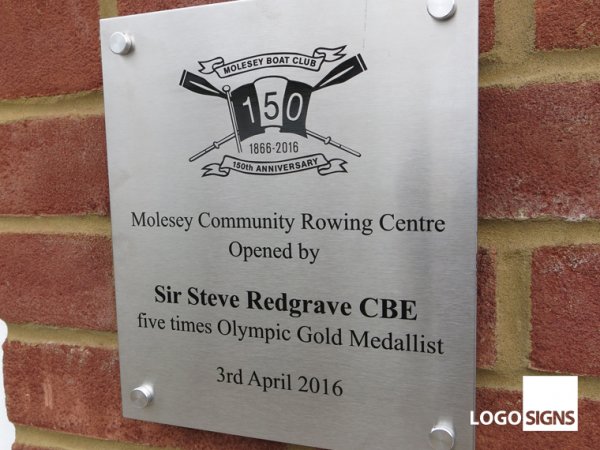 MOLESEY BOAT CLUB
150
1866-2016
150th ANNIVERSARY
Molesey Community Rowing Centre
Opened by
Sir Steve Redgrave CBE
five times Olympic Gold Medallist
3rd April 2016
LOGO SIGNS